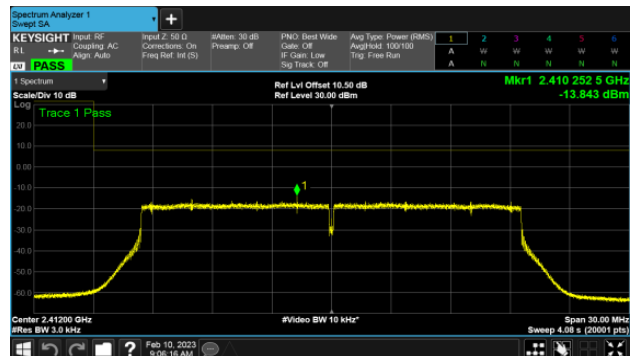 Spectrum Analyzer 1
Swept SA
KEYSIGHT Input: RF Input Z: 50 Ω #Atten: 30 dB PNO: Best Wide Avg Type: Power (RMS) 1 2 3 4 5 6
RL Coupling: AC Corrections: On Preamp: Off Gate: Off Avg|Hold: 100/100 A W W W W W
Align: Auto Freq Ref: Int (S) IF Gain: Low Trig: Free Run
LXI PASS Sig Track: Off A N N N N N
1 Spectrum Ref Lvl Offset 10.50 dB Mkr1 2.410 252 5 GHz
Scale/Div 10 dB Ref Level 30.00 dBm -13.843 dBm
Log
Trace 1 Pass
20.0
10.0
0.00
-10.0
1
-20.0
-30.0
-40.0
-50.0
-60.0
Center 2.41200 GHz #Video BW 10 kHz* Span 30.00 MHz
#Res BW 3.0 kHz Sweep 4.08 s (20001 pts)
? Feb 10, 2023
9:06:16 AM